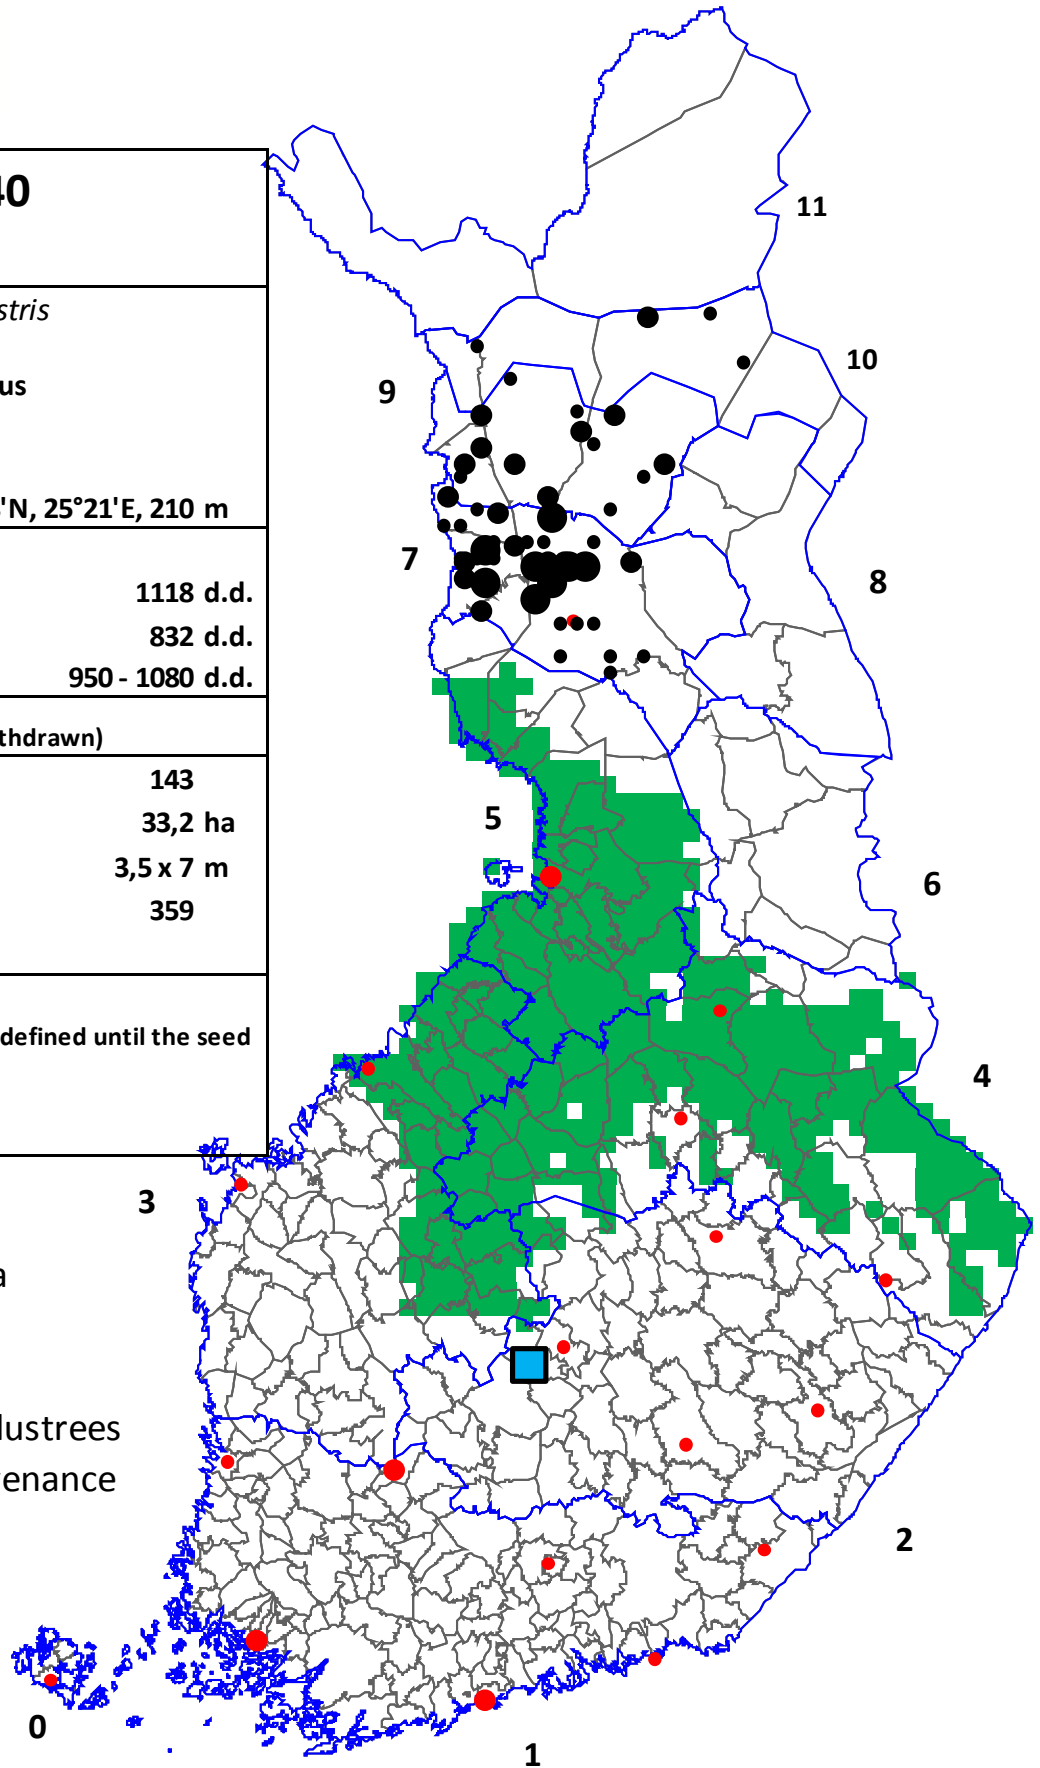 40
stris
us
'N, 25°21'E, 210 m
1118 d.d.
832 d.d.
950 - 1080 d.d.
thdrawn)
143
33,2 ha
3,5 x 7 m
359
defined until the seed
a
lustrees
venance
11
10
9
8
7
6
5
4
3
2
1
0